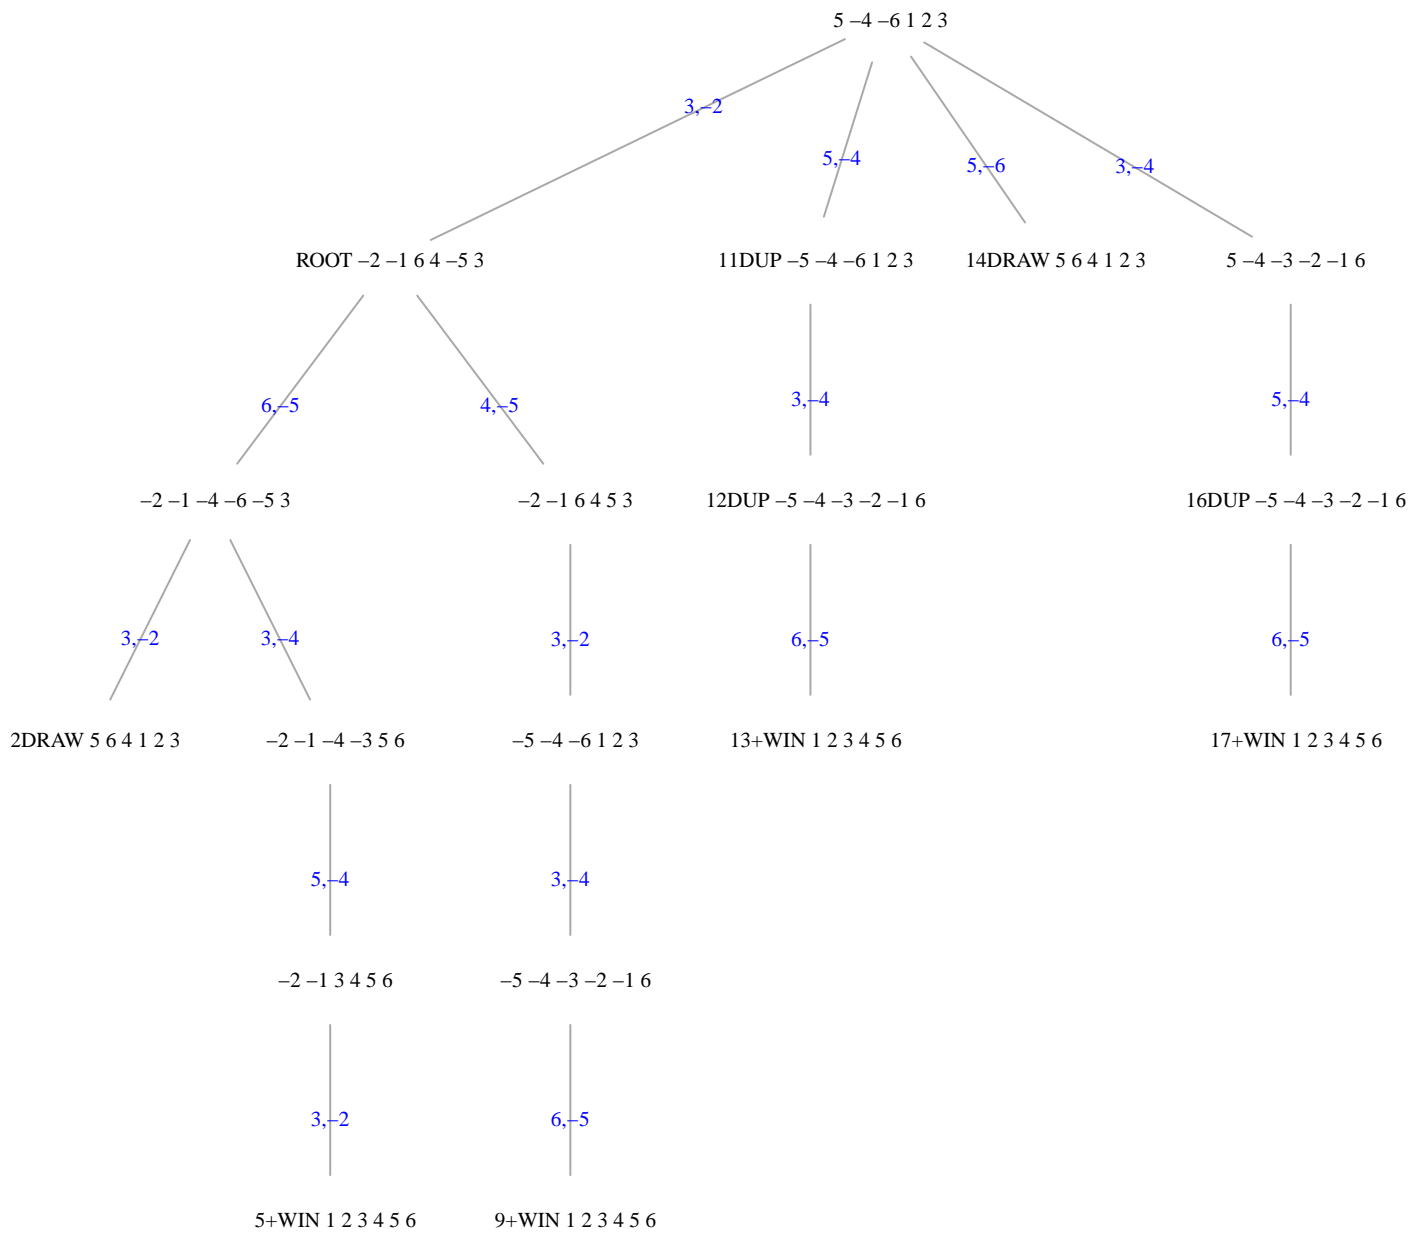 5 –4 –6 1 2 3
3,–2
5,–4
5,–6
3,–4
ROOT –2 –1 6 4 –5 3
11DUP –5 –4 –6 1 2 3
14DRAW 5 6 4 1 2 3
5 –4 –3 –2 –1 6
6,–5
4,–5
3,–4
5,–4
–2 –1 –4 –6 –5 3
–2 –1 6 4 5 3
12DUP –5 –4 –3 –2 –1 6
16DUP –5 –4 –3 –2 –1 6
3,–2
3,–4
3,–2
6,–5
6,–5
2DRAW 5 6 4 1 2 3
–2 –1 –4 –3 5 6
–5 –4 –6 1 2 3
13+WIN 1 2 3 4 5 6
17+WIN 1 2 3 4 5 6
5,–4
3,–4
–2 –1 3 4 5 6
–5 –4 –3 –2 –1 6
3,–2
6,–5
5+WIN 1 2 3 4 5 6
9+WIN 1 2 3 4 5 6